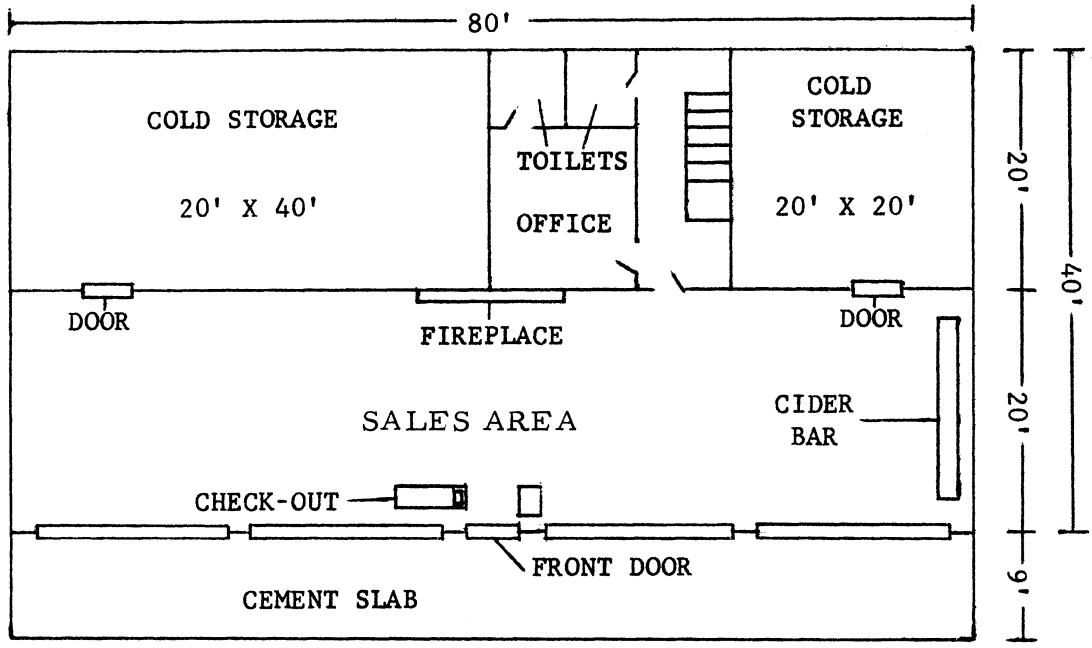 80'
COLD STORAGE
20' X 40'
TOILETS
OFFICE
COLD
STORAGE
20' X 20'
20'
40'
DOOR
FIREPLACE
DOOR
SALES AREA
CIDER
BAR
20'
CHECK-OUT
FRONT DOOR
CEMENT SLAB
9'